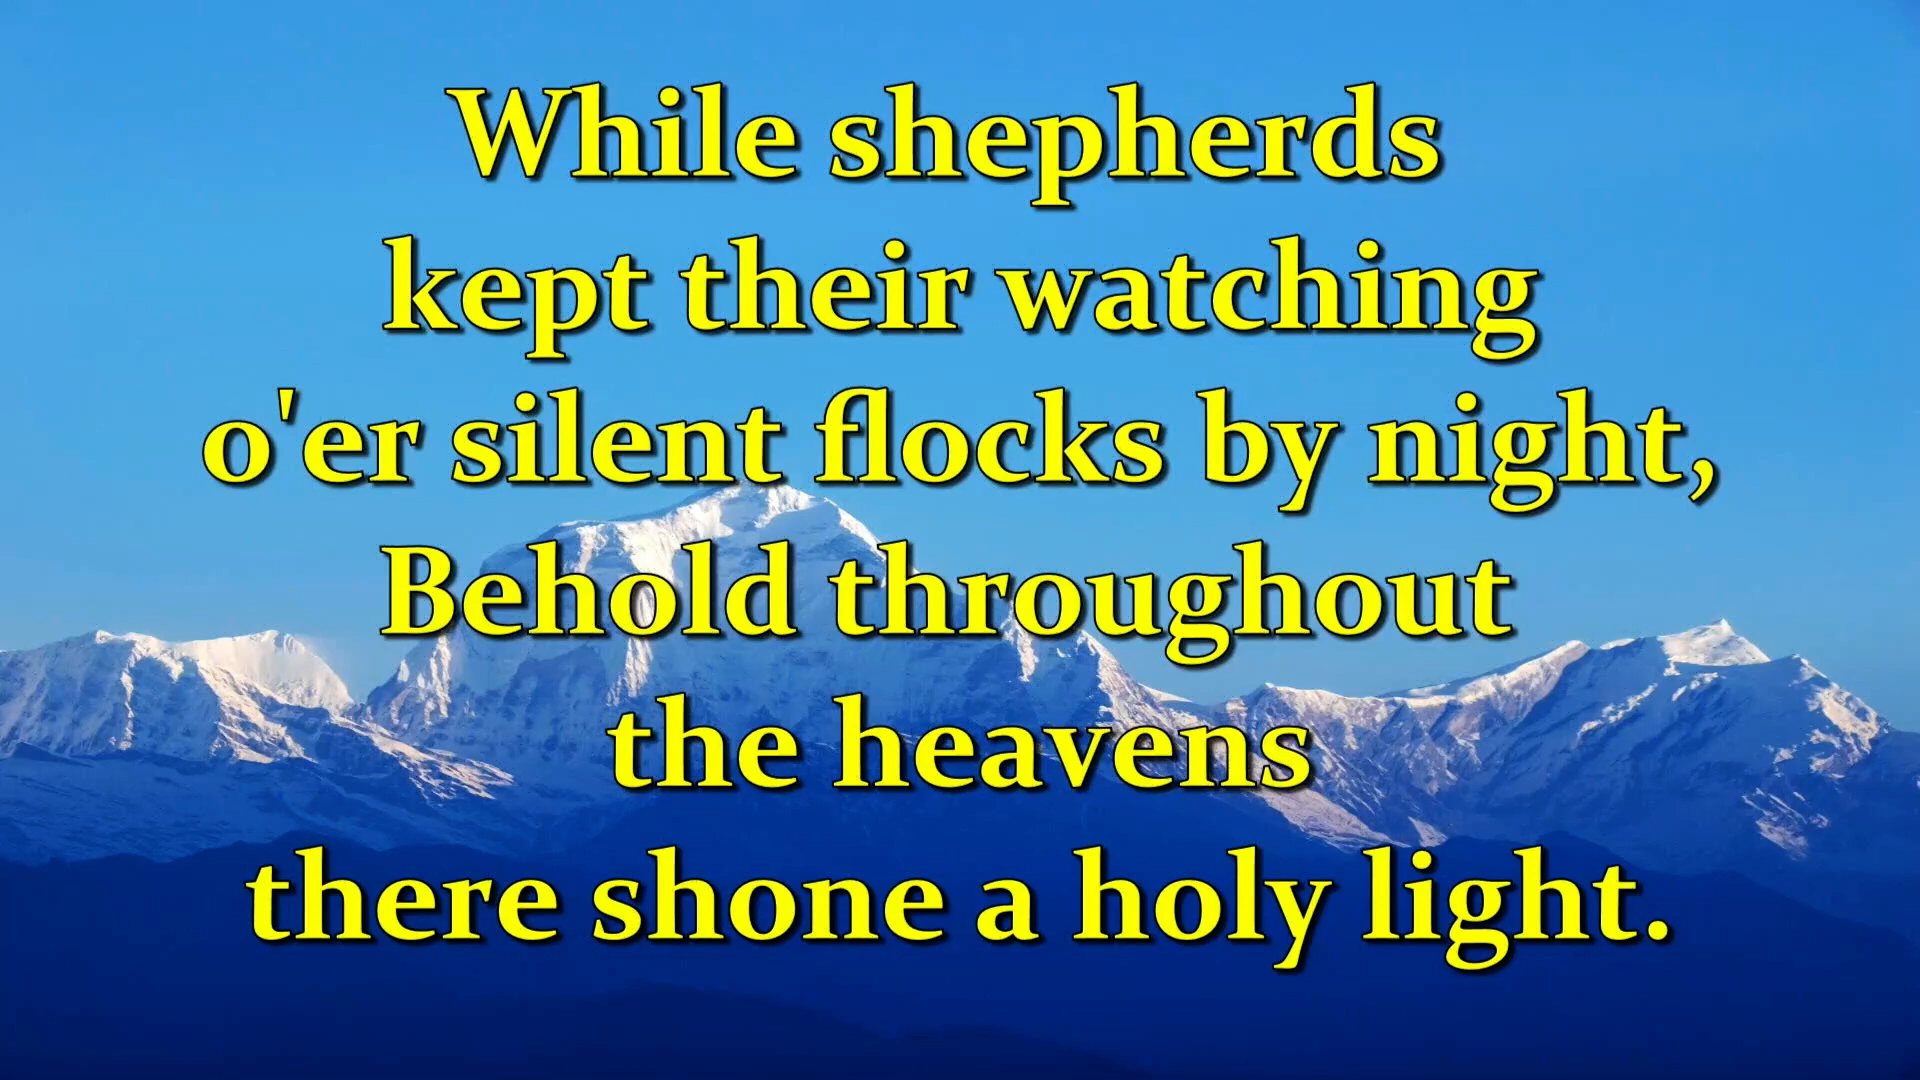 While shepherds
kept their watching
o'er silent flocks by night,
Behold throughout
the heavens
there shone a holy light.